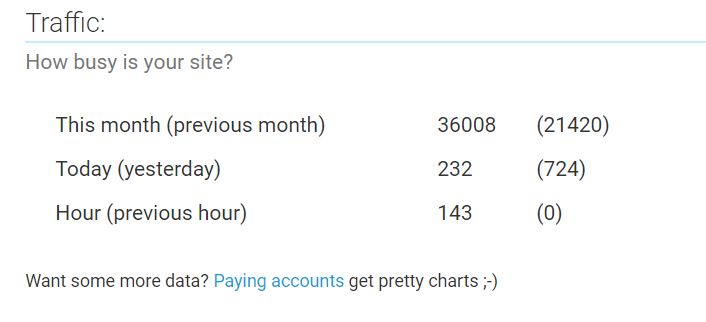 Traffic:
How busy is your site?
This month (previous month) 36008 (21420)
Today (yesterday) 232 (724)
Hour (previous hour) 143 (0)
Want some more data? Paying accounts get pretty charts ;-)